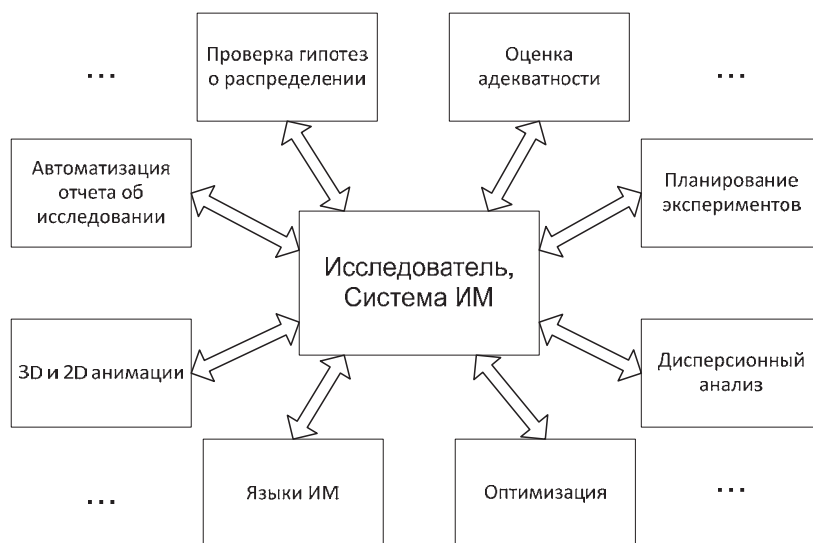 Проверка гипотез
о распределении
Оценка
адекватности
...
...
Автоматизация
отчета об
исследовании
Планирование
экспериментов
Исследователь,
Система ИМ
3D и 2D анимации
Дисперсионный
анализ
Языки ИМ
Оптимизация
...
...